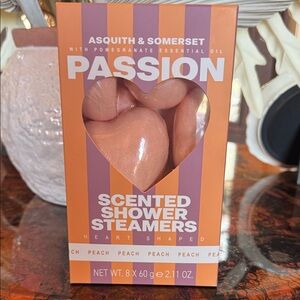 ASQUITH & SOMERSET
WITH POMEGRANATE ESSENTIAL OIL
PASSION
SCENTED
SHOWER
STEAMERS
HEART SHAPED
CH PEACH PEACH PEACH PEACH PEA
NET WT. 8 X 60 g e 2.11 OZ.